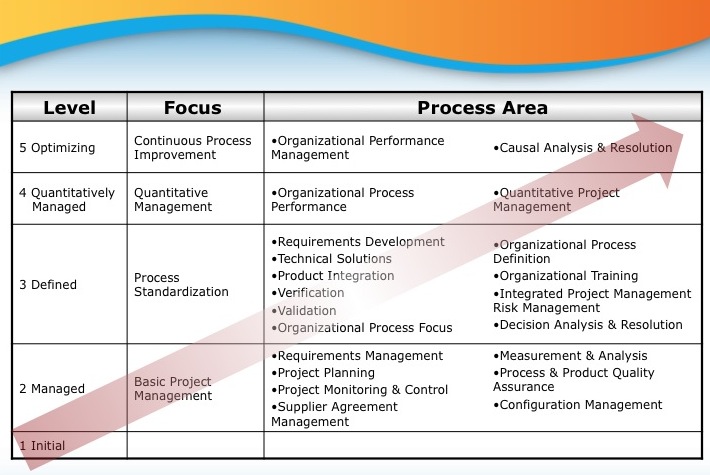 Level Focus Process Area
5 Optimizing
Continuous Process
Improvement
•Organizational Performance
Management
•Causal Analysis & Resolution
4 Quantitatively
Managed
Quantitative
Management
•Organizational Process
Performance
•Quantitative Project
Management
3 Defined
Process
Standardization
•Requirements Development
•Technical Solutions
•Product Integration
•Verification
•Validation
•Organizational Process Focus
•Organizational Process
Definition
•Organizational Training
•Integrated Project Management
Risk Management
•Decision Analysis & Resolution
2 Managed
Basic Project
Management
•Requirements Management
•Project Planning
•Project Monitoring & Control
•Supplier Agreement
Management
•Measurement & Analysis
•Process & Product Quality
Assurance
•Configuration Management
1 Initial